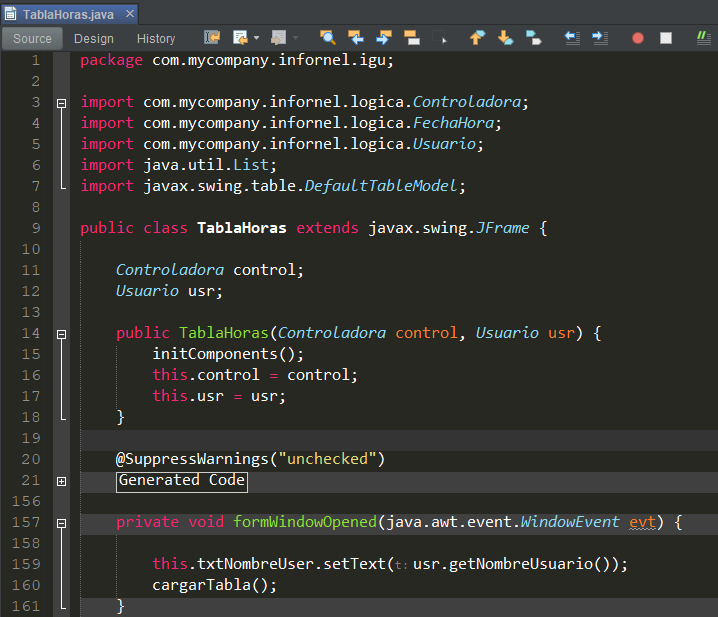 TablaHoras.java
Source Design History
1 package com.mycompany.infornel.igu;
2
3 import com.mycompany.infornel.logica.Controladora;
4 import com.mycompany.infornel.logica.FechaHora;
5 import com.mycompany.infornel.logica.Usuario;
6 import java.util.List;
7 import javax.swing.table.DefaultTableModel;
8
9 public class TablaHoras extends javax.swing.JFrame {
10
11 Controladora control;
12 Usuario usr;
13
14 public TablaHoras(Controladora control, Usuario usr) {
15 initComponents();
16 this.control = control;
17 this.usr = usr;
18 }
19
20 @SuppressWarnings("unchecked")
21 Generated Code
156
157 private void formWindowOpened(java.awt.event.WindowEvent evt) {
158
159 this.txtNombreUser.setText(t: usr.getNombreUsuario());
160 cargarTabla();
161 }